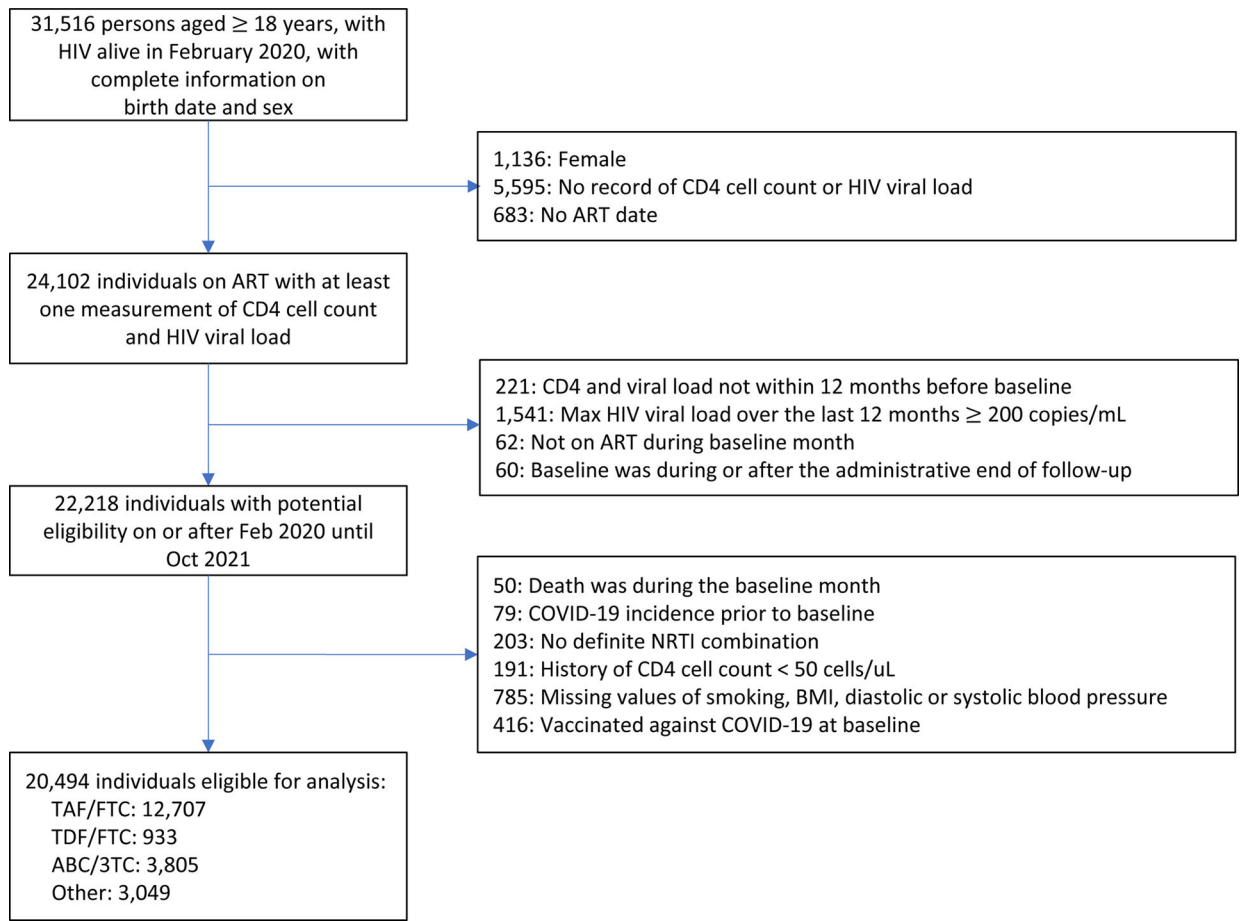 31,516 persons aged ≥ 18 years, with
HIV alive in February 2020, with
complete information on
birth date and sex
1,136: Female
5,595: No record of CD4 cell count or HIV viral load
683: No ART date
24,102 individuals on ART with at least
one measurement of CD4 cell count
and HIV viral load
221: CD4 and viral load not within 12 months before baseline
1,541: Max HIV viral load over the last 12 months ≥ 200 copies/mL
62: Not on ART during baseline month
60: Baseline was during or after the administrative end of follow-up
22,218 individuals with potential
eligibility on or after Feb 2020 until
Oct 2021
50: Death was during the baseline month
79: COVID-19 incidence prior to baseline
203: No definite NRTI combination
191: History of CD4 cell count < 50 cells/uL
785: Missing values of smoking, BMI, diastolic or systolic blood pressure
416: Vaccinated against COVID-19 at baseline
20,494 individuals eligible for analysis:
TAF/FTC: 12,707
TDF/FTC: 933
ABC/3TC: 3,805
Other: 3,049